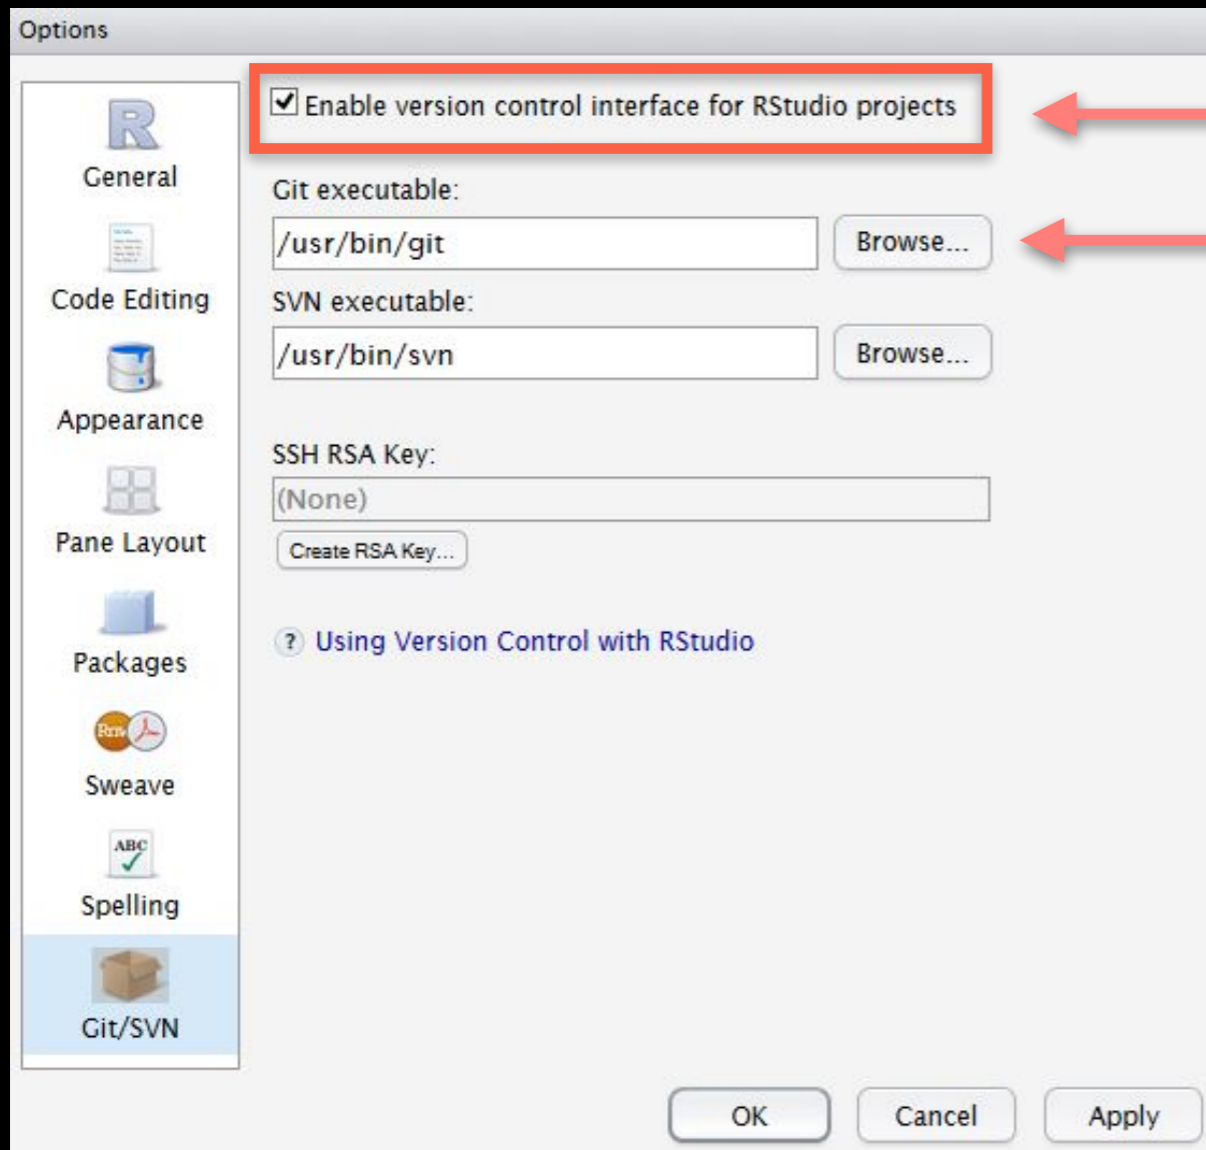 Options
Enable version control interface for RStudio projects
R
General
Git executable:
/usr/bin/git
Browse...
Code Editing
SVN executable:
/usr/bin/svn
Browse...
Appearance
SSH RSA Key:
(None)
Pane Layout
Create RSA Key...
? Using Version Control with RStudio
Packages
Sweave
ABC
Spelling
Git/SVN
OK
Cancel
Apply